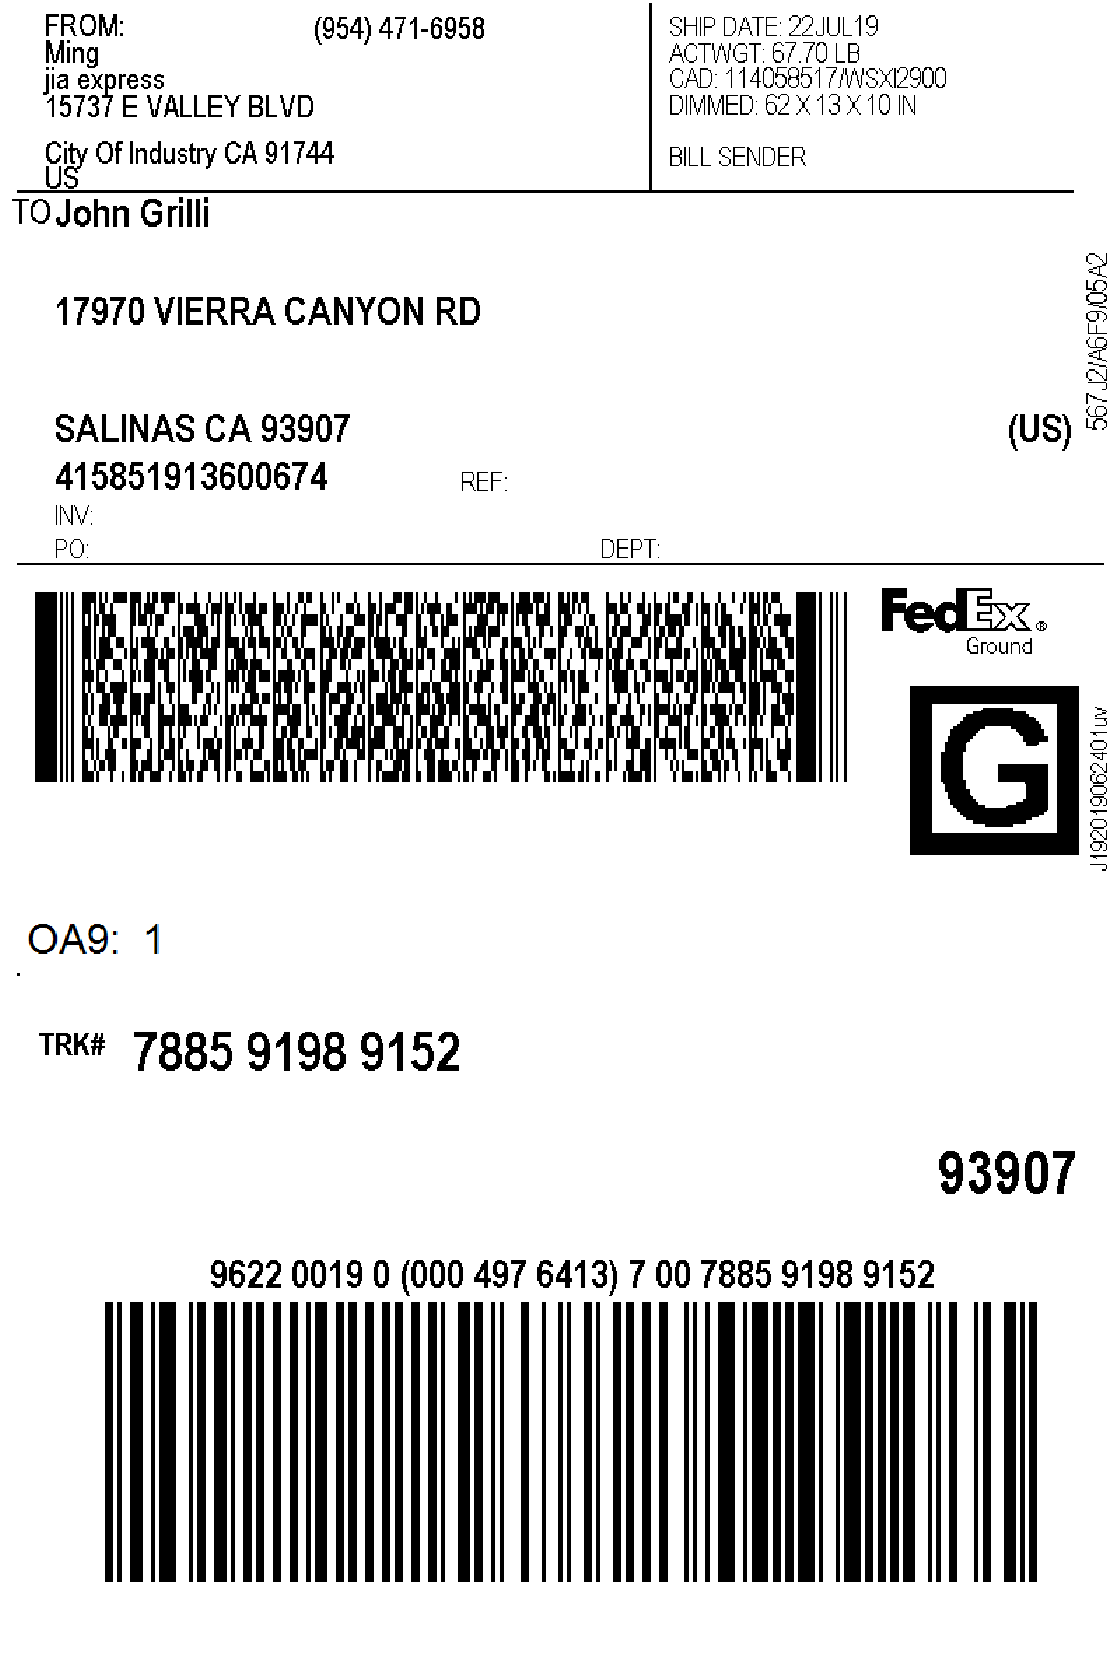 FROM: (954) 471-6958
Ming
jia express
15737 E VALLEY BLVD
City Of Industry CA 91744
US
SHIP DATE: 22JUL19
ACTWGT: 67.70 LB
CAD: 114058517/WSXI2900
DIMMED: 62 X 13 X 10 IN
BILL SENDER
TO John Grilli
17970 VIERRA CANYON RD
SALINAS CA 93907 (US)
415851913600674 REF:
INV:
PO: DEPT:
567J2/A6F9/05A2
FedEx®
Ground
G
J192019062401uv
OA9: 1
.
TRK# 7885 9198 9152
93907
9622 0019 0 (000 497 6413) 7 00 7885 9198 9152